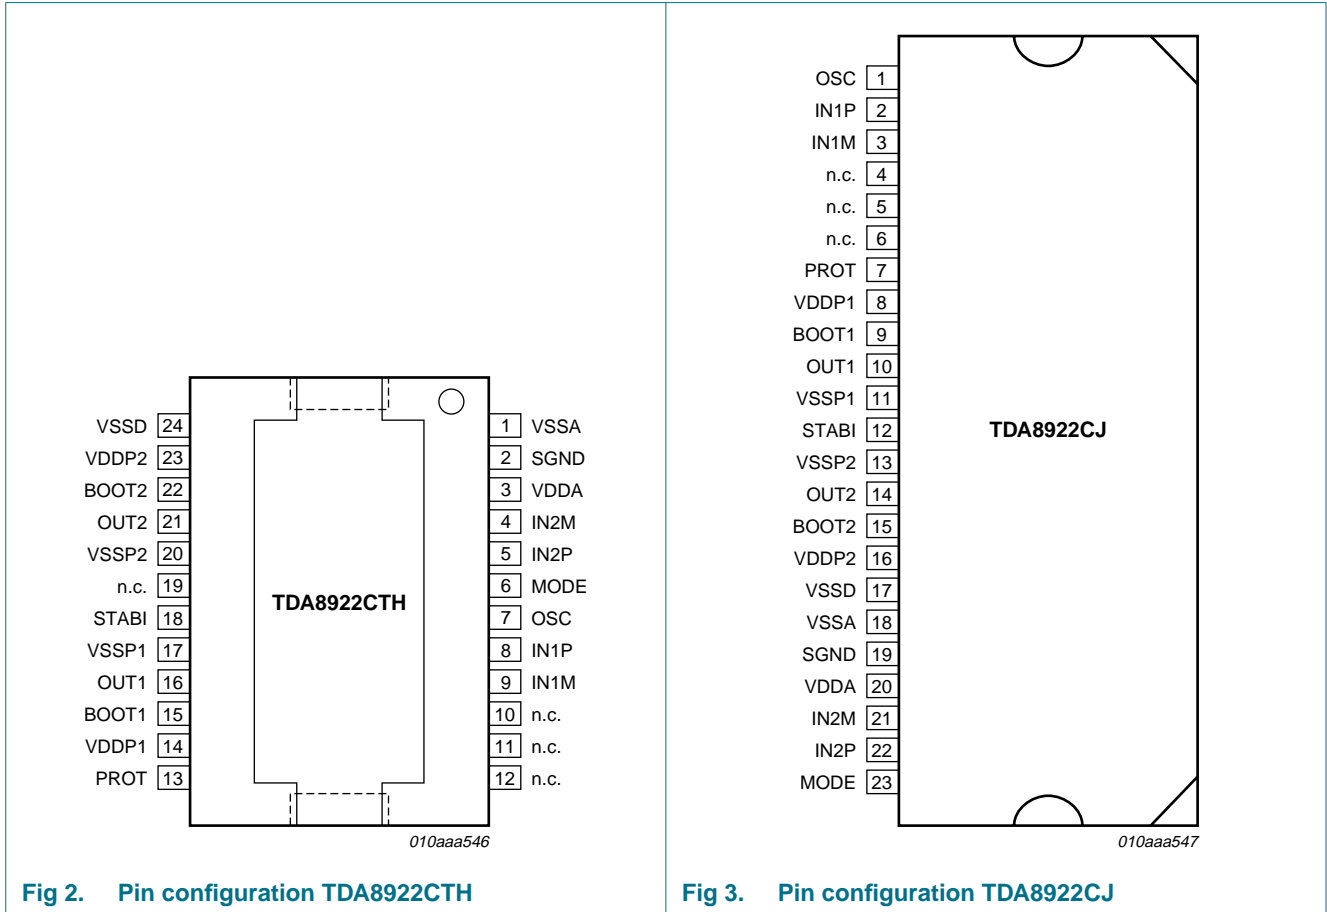 VSSD 24
VDDP2 23
BOOT2 22
OUT2 21
VSSP2 20
n.c. 19
STABI 18
VSSP1 17
OUT1 16
BOOT1 15
VDDP1 14
PROT 13
TDA8922CTH
1 VSSA
2 SGND
3 VDDA
4 IN2M
5 IN2P
6 MODE
7 OSC
8 IN1P
9 IN1M
10 n.c.
11 n.c.
12 n.c.
010aaa546
Fig 2. Pin configuration TDA8922CTH
OSC 1
IN1P 2
IN1M 3
n.c. 4
n.c. 5
n.c. 6
PROT 7
VDDP1 8
BOOT1 9
OUT1 10
VSSP1 11
STABI 12
VSSP2 13
OUT2 14
BOOT2 15
VDDP2 16
VSSD 17
VSSA 18
SGND 19
VDDA 20
IN2M 21
IN2P 22
MODE 23
TDA8922CJ
010aaa547
Fig 3. Pin configuration TDA8922CJ